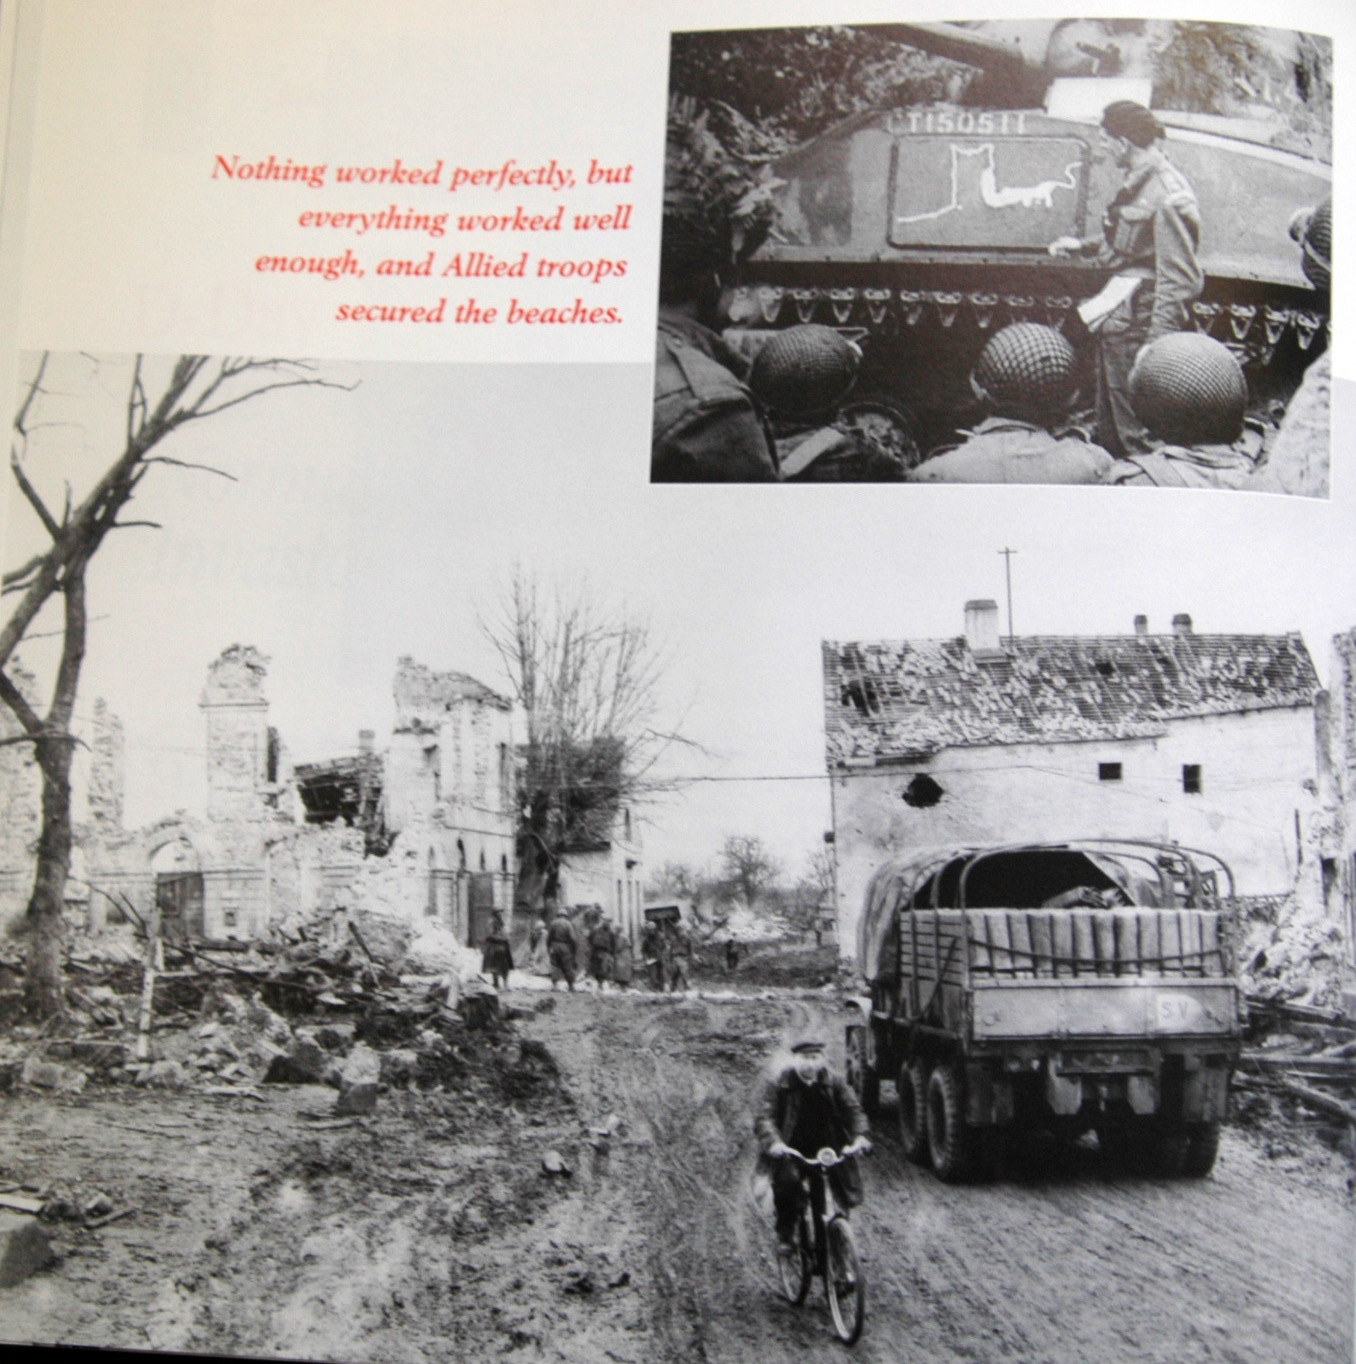 Nothing worked perfectly, but
everything worked well
enough, and Allied troops
secured the beaches.
T150511
SV